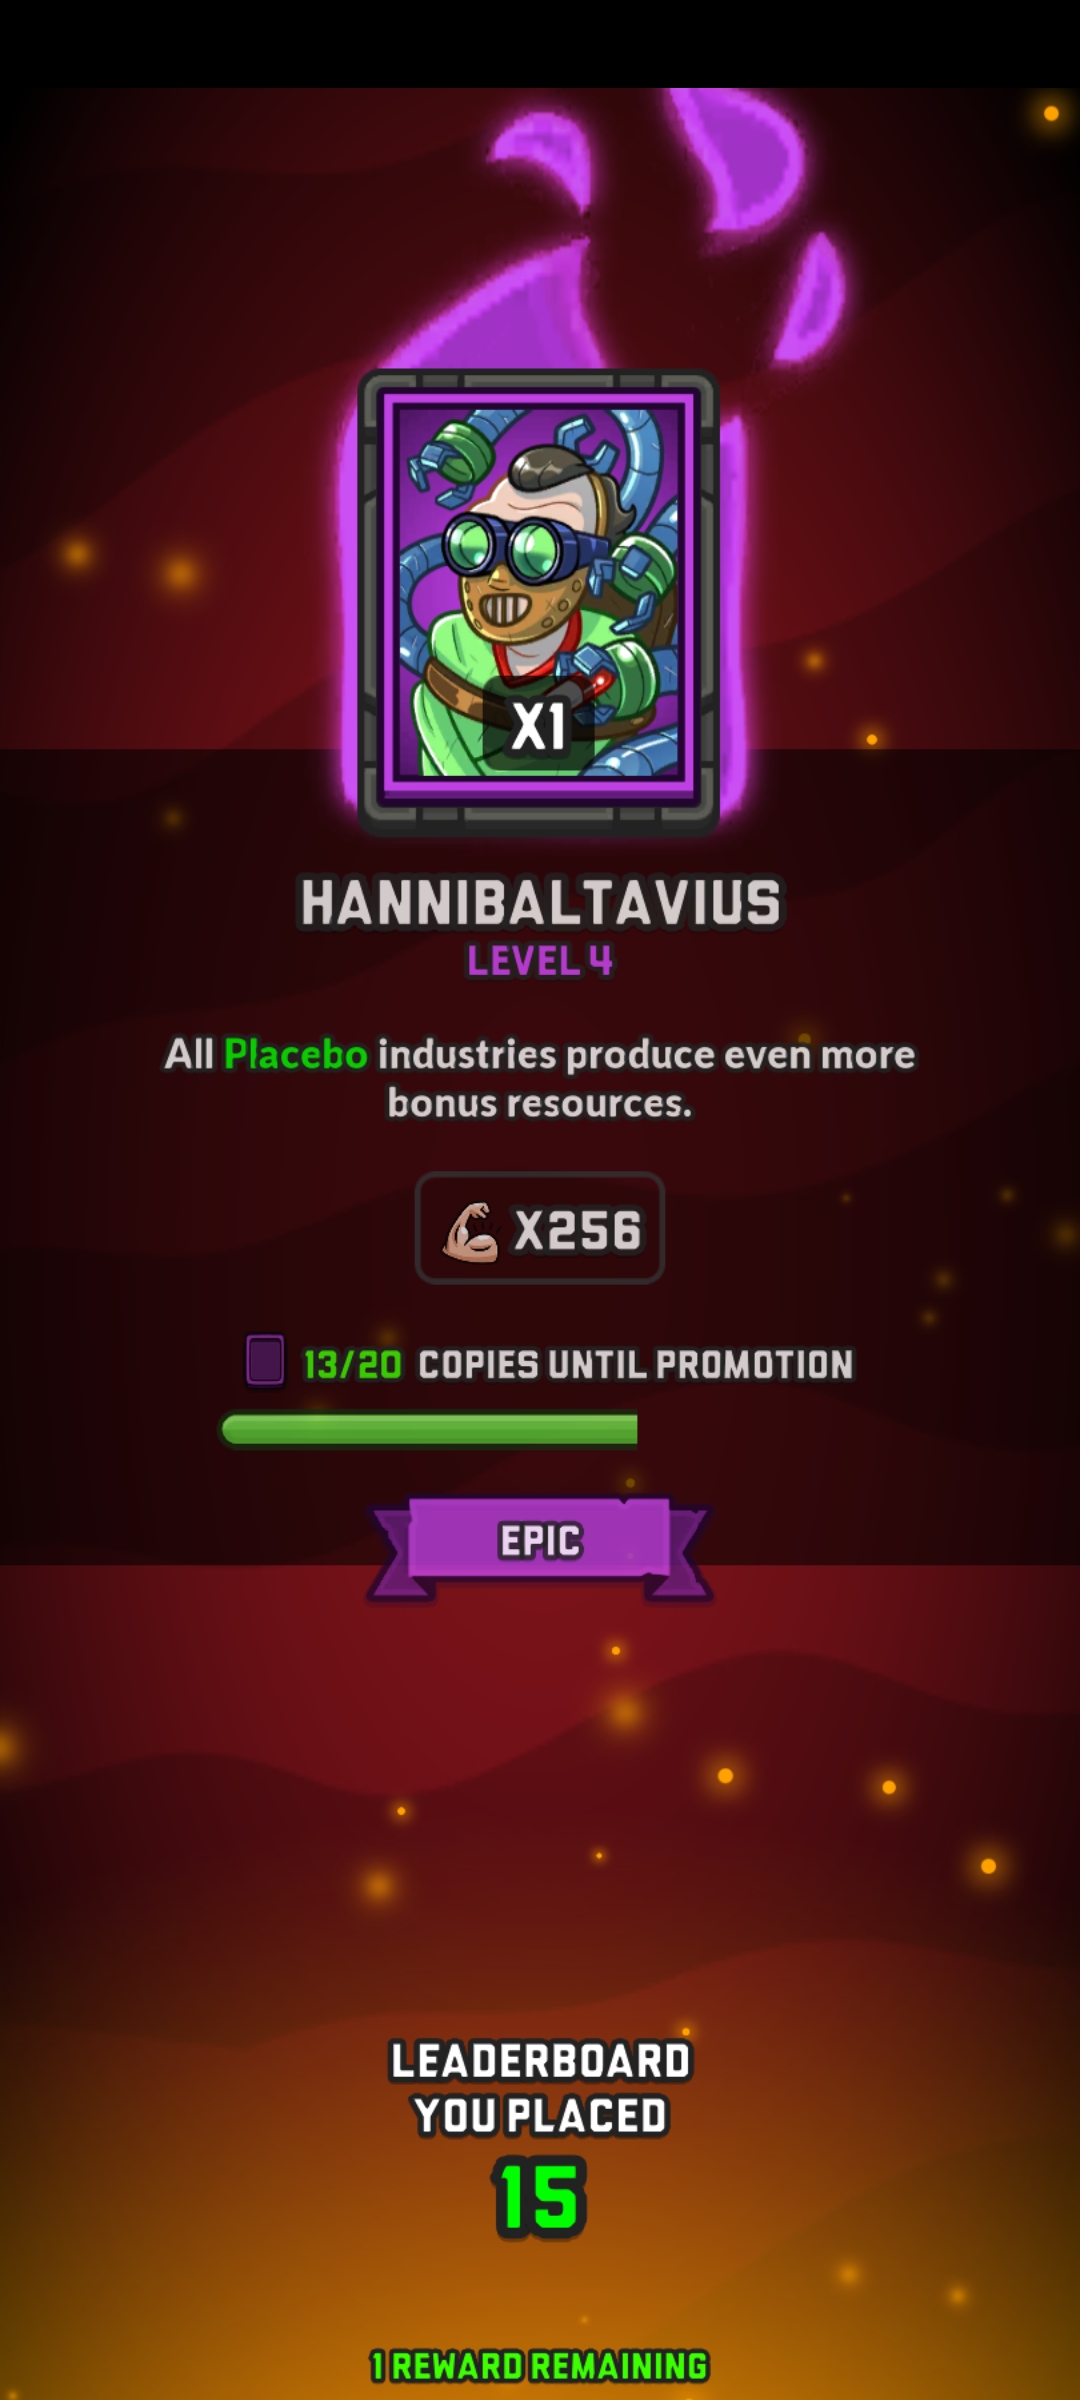 X1
HANNIBALTAVIUS
LEVEL 4
All Placebo industries produce even more
bonus resources.
X256
13/20 COPIES UNTIL PROMOTION
EPIC
LEADERBOARD
YOU PLACED
15
1 REWARD REMAINING